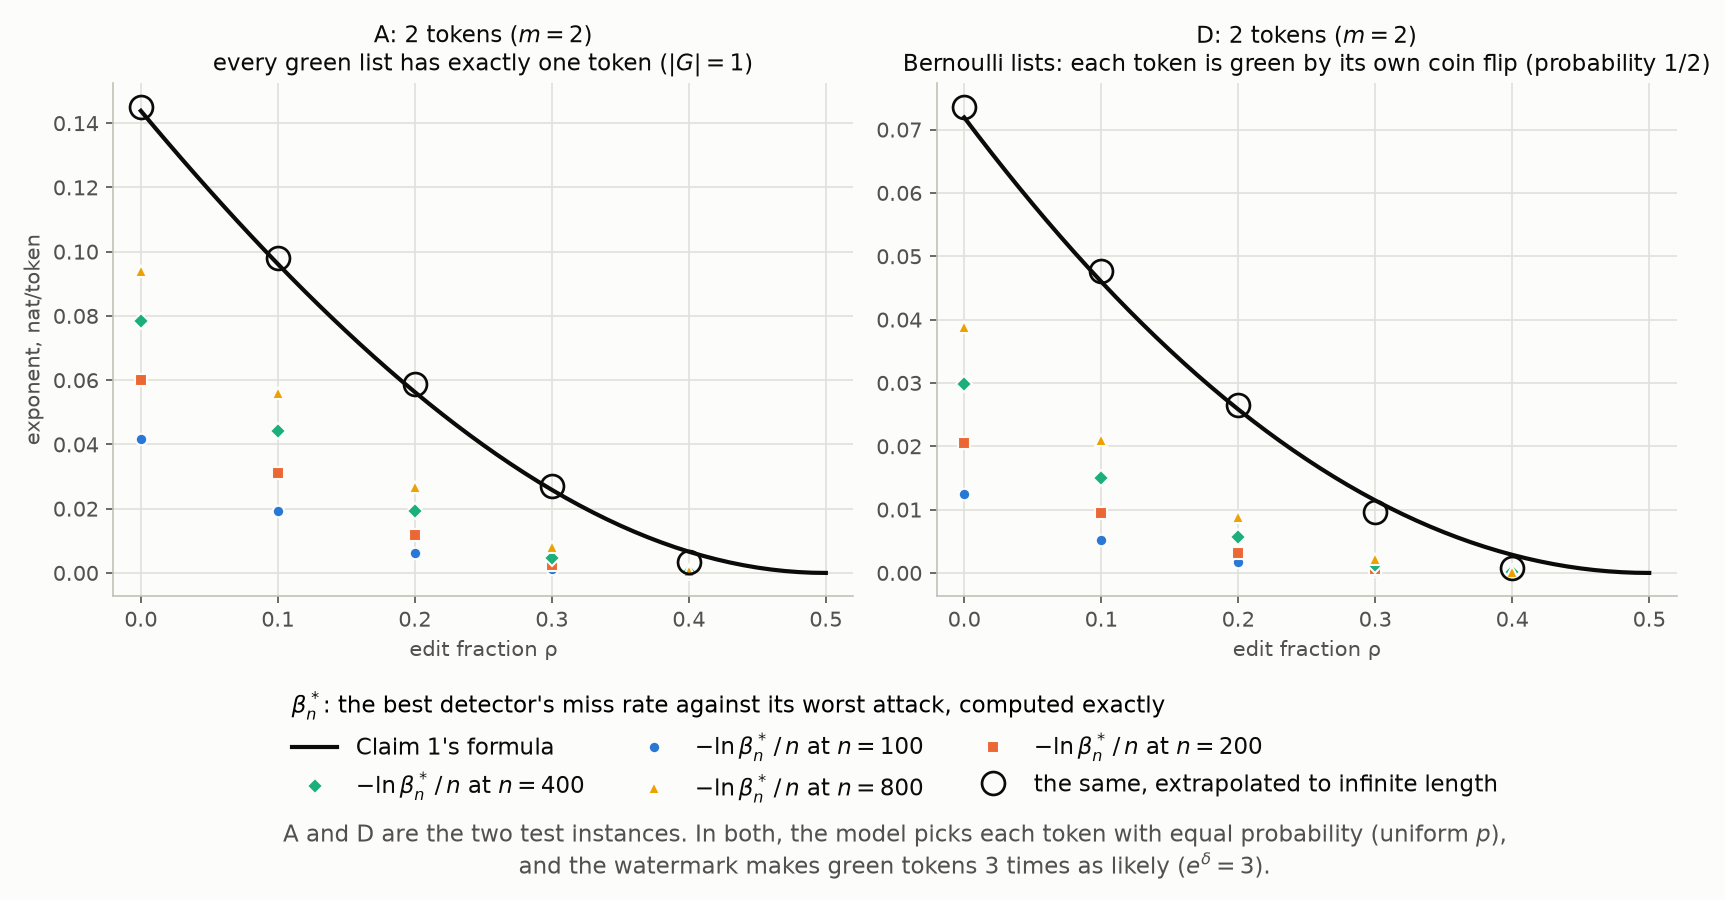 A: 2 tokens (m = 2)
every green list has exactly one token (|G| = 1)
D: 2 tokens (m = 2)
Bernoulli lists: each token is green by its own coin flip (probability 1/2)
exponent, nat/token
0.14
0.12
0.10
0.08
0.06
0.04
0.02
0.00
0.0 0.1 0.2 0.3 0.4 0.5
edit fraction ρ
0.07
0.06
0.05
0.04
0.03
0.02
0.01
0.00
0.0 0.1 0.2 0.3 0.4 0.5
edit fraction ρ
βₙ*: the best detector's miss rate against its worst attack, computed exactly
Claim 1's formula
−ln βₙ* / n at n = 100
−ln βₙ* / n at n = 200
−ln βₙ* / n at n = 400
−ln βₙ* / n at n = 800
the same, extrapolated to infinite length
A and D are the two test instances. In both, the model picks each token with equal probability (uniform p),
and the watermark makes green tokens 3 times as likely (e^δ = 3).